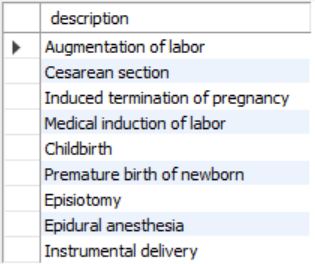 description
Augmentation of labor
Cesarean section
Induced termination of pregnancy
Medical induction of labor
Childbirth
Premature birth of newborn
Episiotomy
Epidural anesthesia
Instrumental delivery